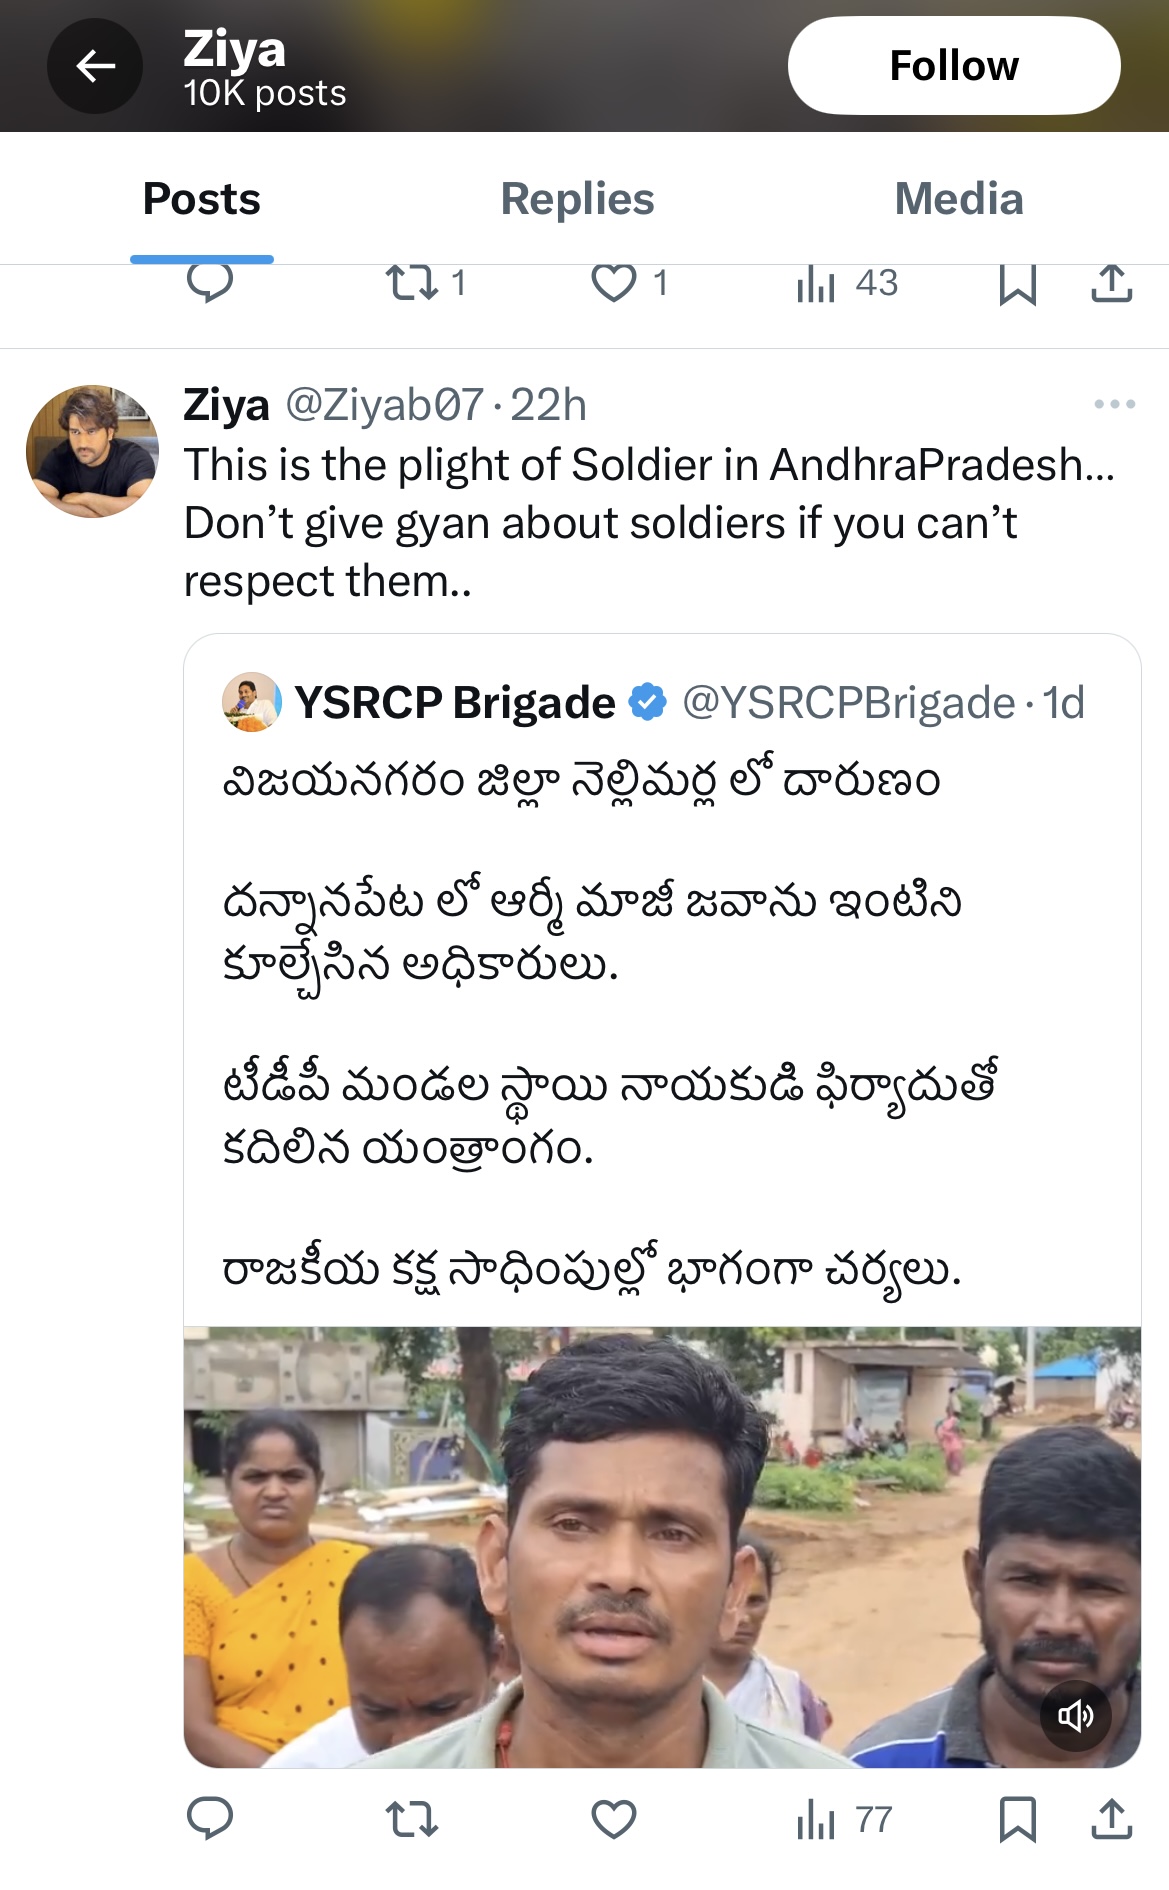 Ziya
10K posts
Follow
Posts
Replies
Media
1
1
43
Ziya @Ziyab07 · 22h
This is the plight of Soldier in AndhraPradesh...
Don't give gyan about soldiers if you can't
respect them..
YSRCP Brigade @YSRCPBrigade · 1d
విజయనగరం జిల్లా నెల్లిమర్ల లో దారుణం
దన్నానపేట లో ఆర్మీ మాజీ జవాను ఇంటిని
కూల్చేసిన అధికారులు.
టీడీపీ మండల స్థాయి నాయకుడి ఫిర్యాదుతో
కదిలిన యంత్రాంగం.
రాజకీయ కక్ష సాధింపుల్లో భాగంగా చర్యలు.
77